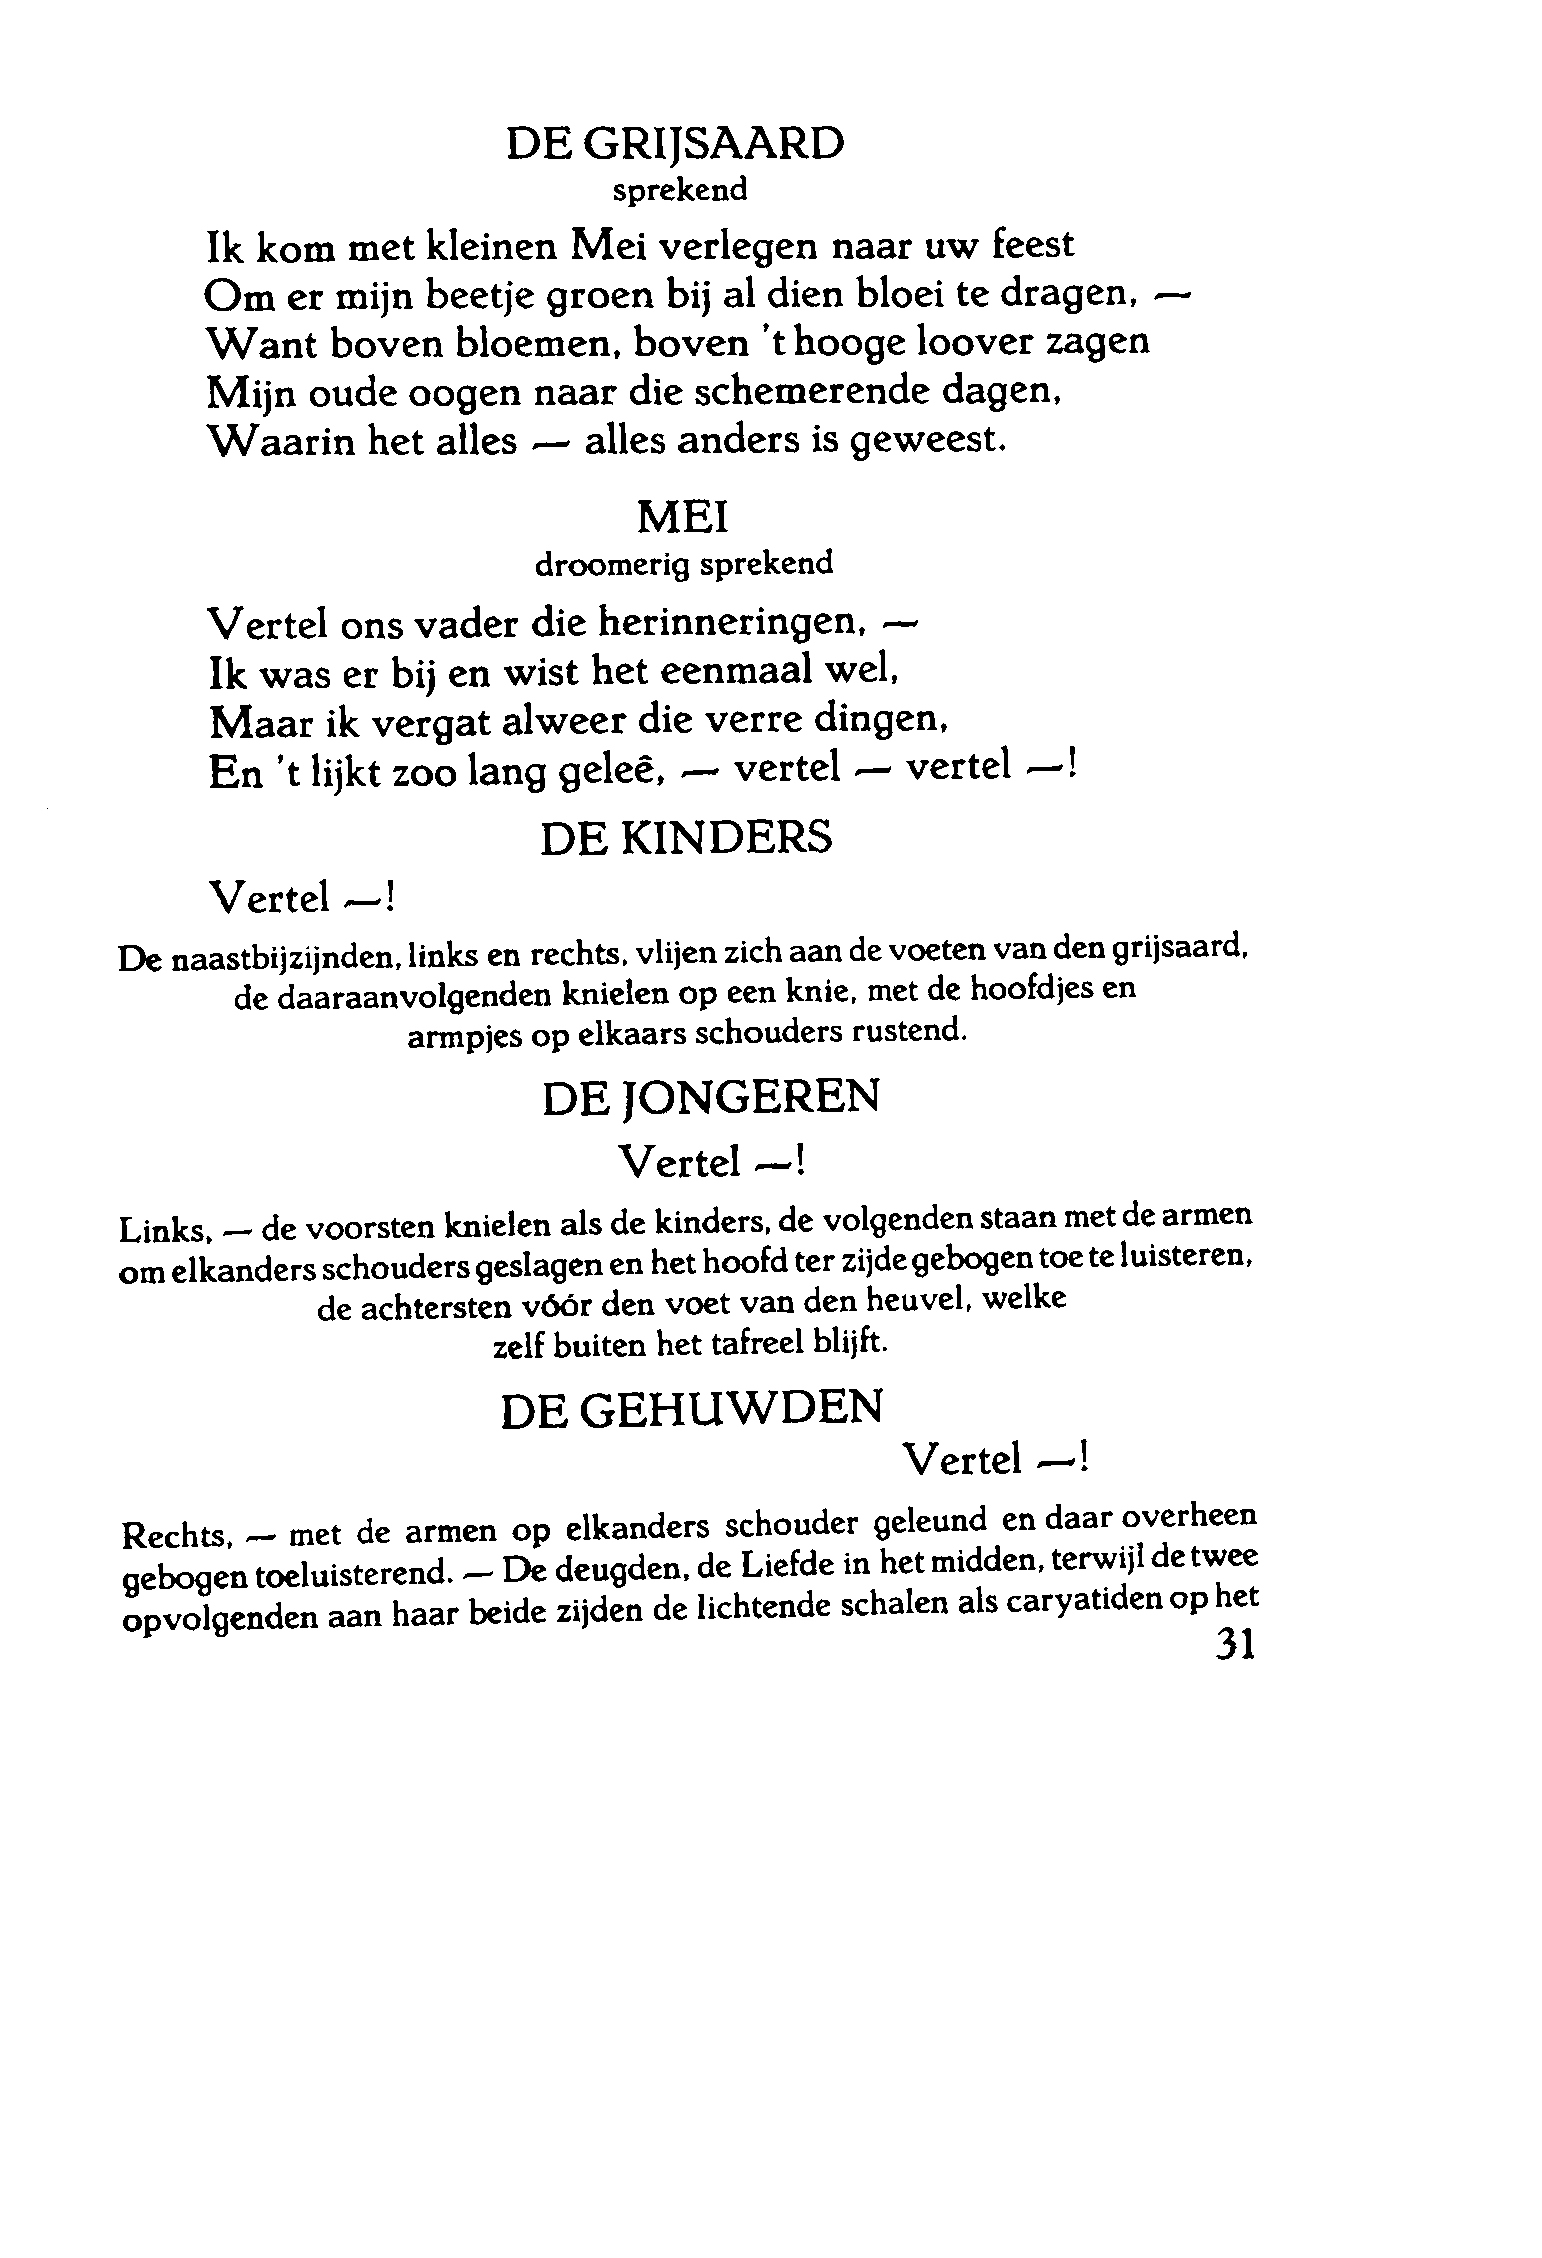 DE GRIJSAARD
sprekend
Ik kom met kleinen Mei verlegen naar uw feest
Om er mijn beetje groen bij al dien bloei te dragen, —
Want boven bloemen, boven 't hooge loover zagen
Mijn oude oogen naar die schemerende dagen,
Waarin het alles — alles anders is geweest.
MEI
droomerig sprekend
Vertel ons vader die herinneringen, —
Ik was er bij en wist het eenmaal wel,
Maar ik vergat alweer die verre dingen,
En 't lijkt zoo lang geleê, — vertel — vertel —!
DE KINDERS
Vertel —!
De naastbijzijnden, links en rechts, vlijen zich aan de voeten van den grijsaard,
de daaraanvolgenden knielen op een knie, met de hoofdjes en
armpjes op elkaars schouders rustend.
DE JONGEREN
Vertel —!
Links, — de voorsten knielen als de kinders, de volgenden staan met de armen
om elkanders schouders geslagen en het hoofd ter zijde gebogen toe te luisteren,
de achtersten vóór den voet van den heuvel, welke
zelf buiten het tafreel blijft.
DE GEHUWDEN
Vertel —!
Rechts, — met de armen op elkanders schouder geleund en daar overheen
gebogen toeluisterend. — De deugden, de Liefde in het midden, terwijl de twee
opvolgenden aan haar beide zijden de lichtende schalen als caryatiden op het
31